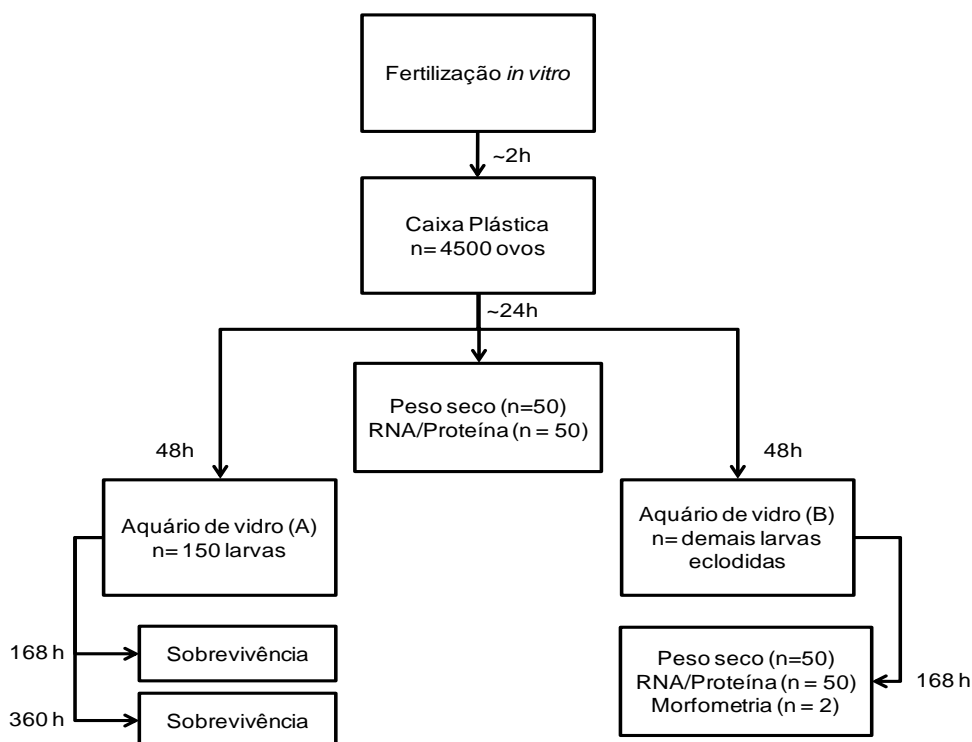 Fertilização in vitro
~2h
Caixa Plástica
n= 4500 ovos
~24h
Peso seco (n=50)
RNA/Proteína (n = 50)
48h
48h
Aquário de vidro (A)
n= 150 larvas
Aquário de vidro (B)
n= demais larvas
eclodidas
168 h
Sobrevivência
360 h
Sobrevivência
Peso seco (n=50)
RNA/Proteína (n = 50)
Morfometria (n = 2)
168 h